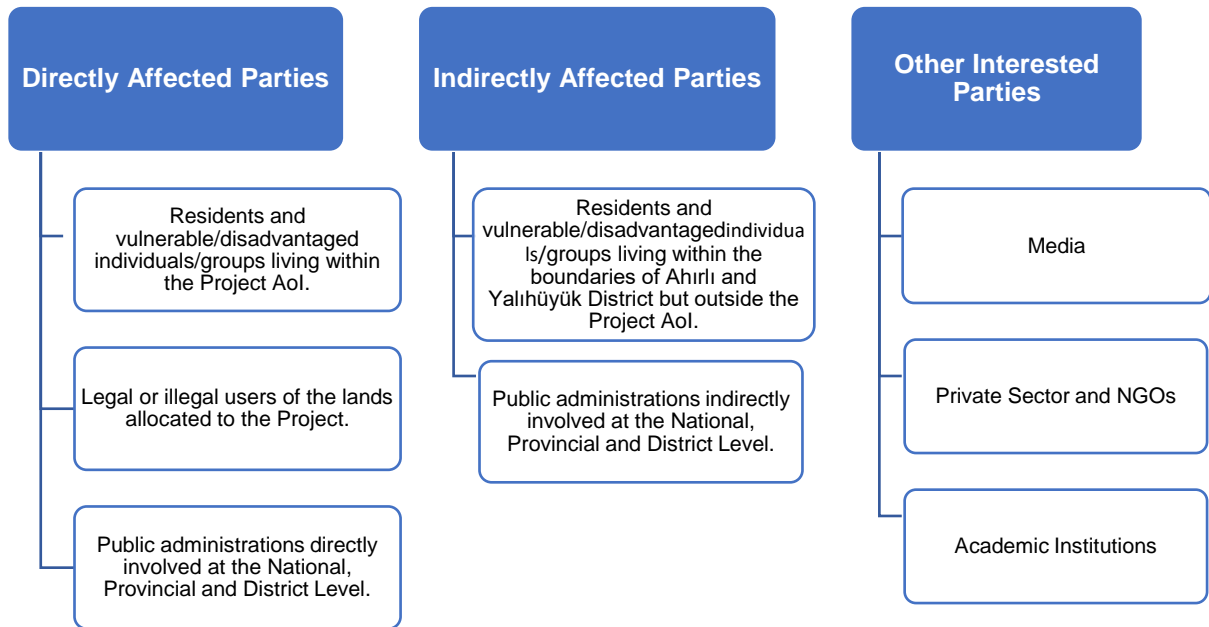 Directly Affected Parties
Residents and
vulnerable/disadvantaged
individuals/groups living within
the Project AoI.
Legal or illegal users of the lands
allocated to the Project.
Public administrations directly
involved at the National,
Provincial and District Level.
Indirectly Affected Parties
Residents and
vulnerable/disadvantagedindividua
ls/groups living within the
boundaries of Ahırlı and
Yalıhüyük District but outside the
Project AoI.
Public administrations indirectly
involved at the National,
Provincial and District Level.
Other Interested
Parties
Media
Private Sector and NGOs
Academic Institutions